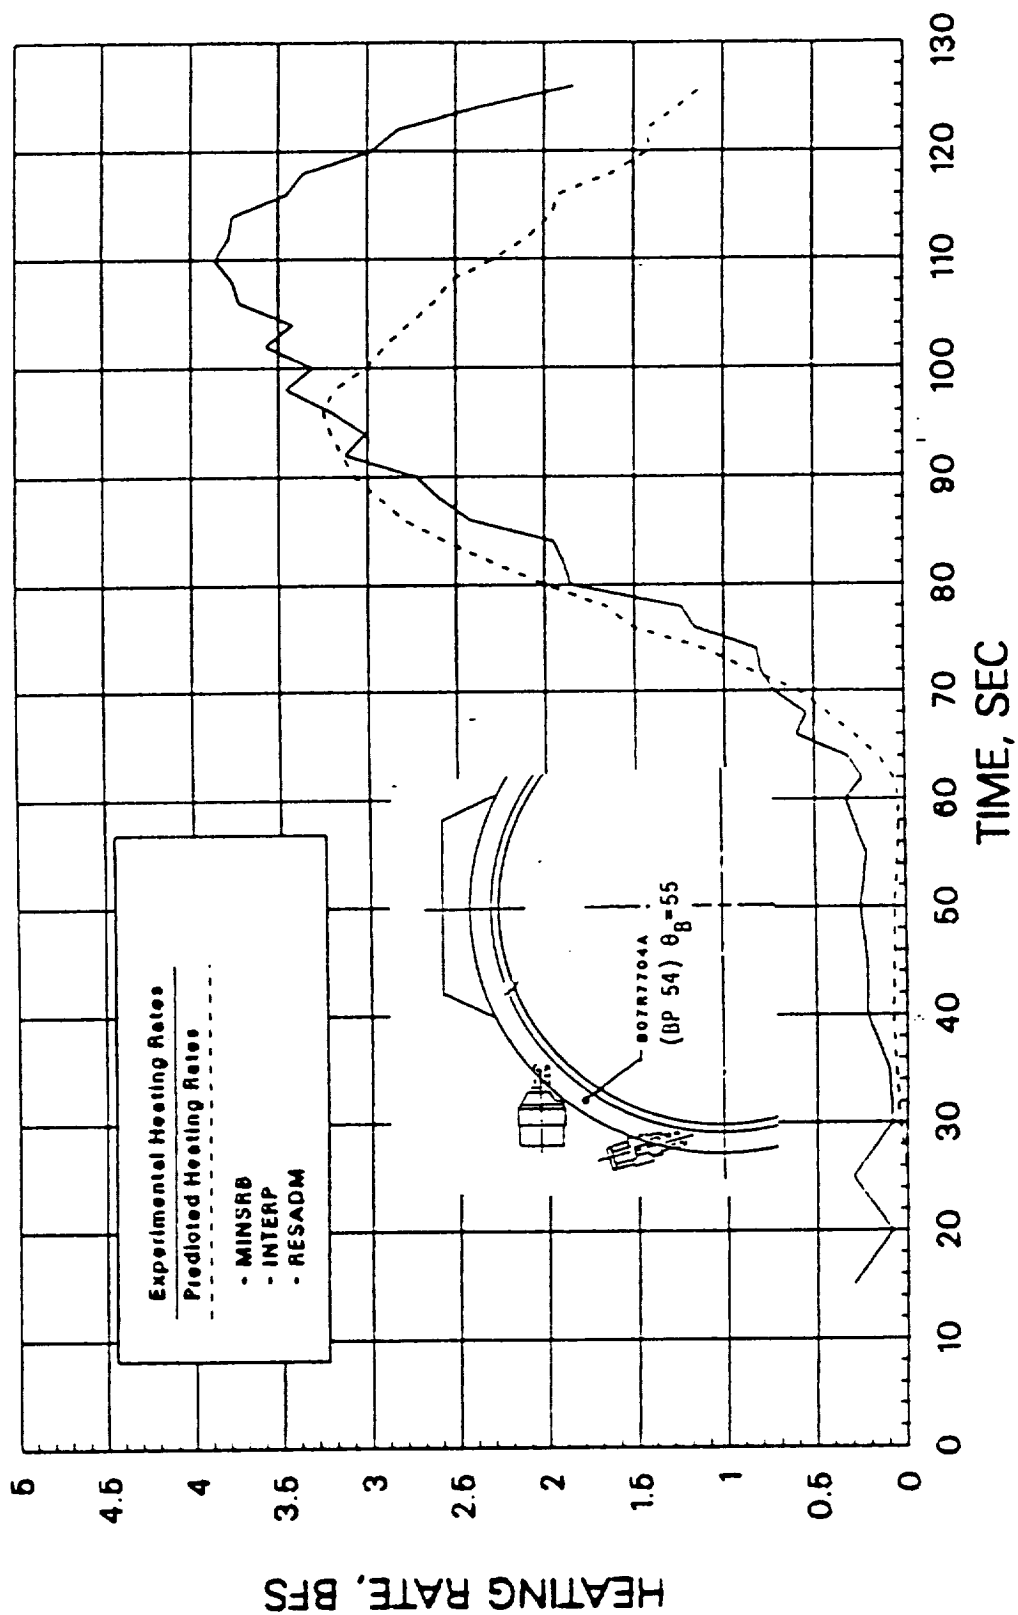 HEATING RATE, BFS
5
4.5
4
3.5
3
2.5
2
1.5
1
0.5
0
Experimental Heating Rates
Predicted Heating Rates
- MINSRB
- INTERP
- RESADM
B07R7704A
(BP 54) θB=55
0 10 20 30 40 50 60 70 80 90 100 110 120 130
TIME, SEC